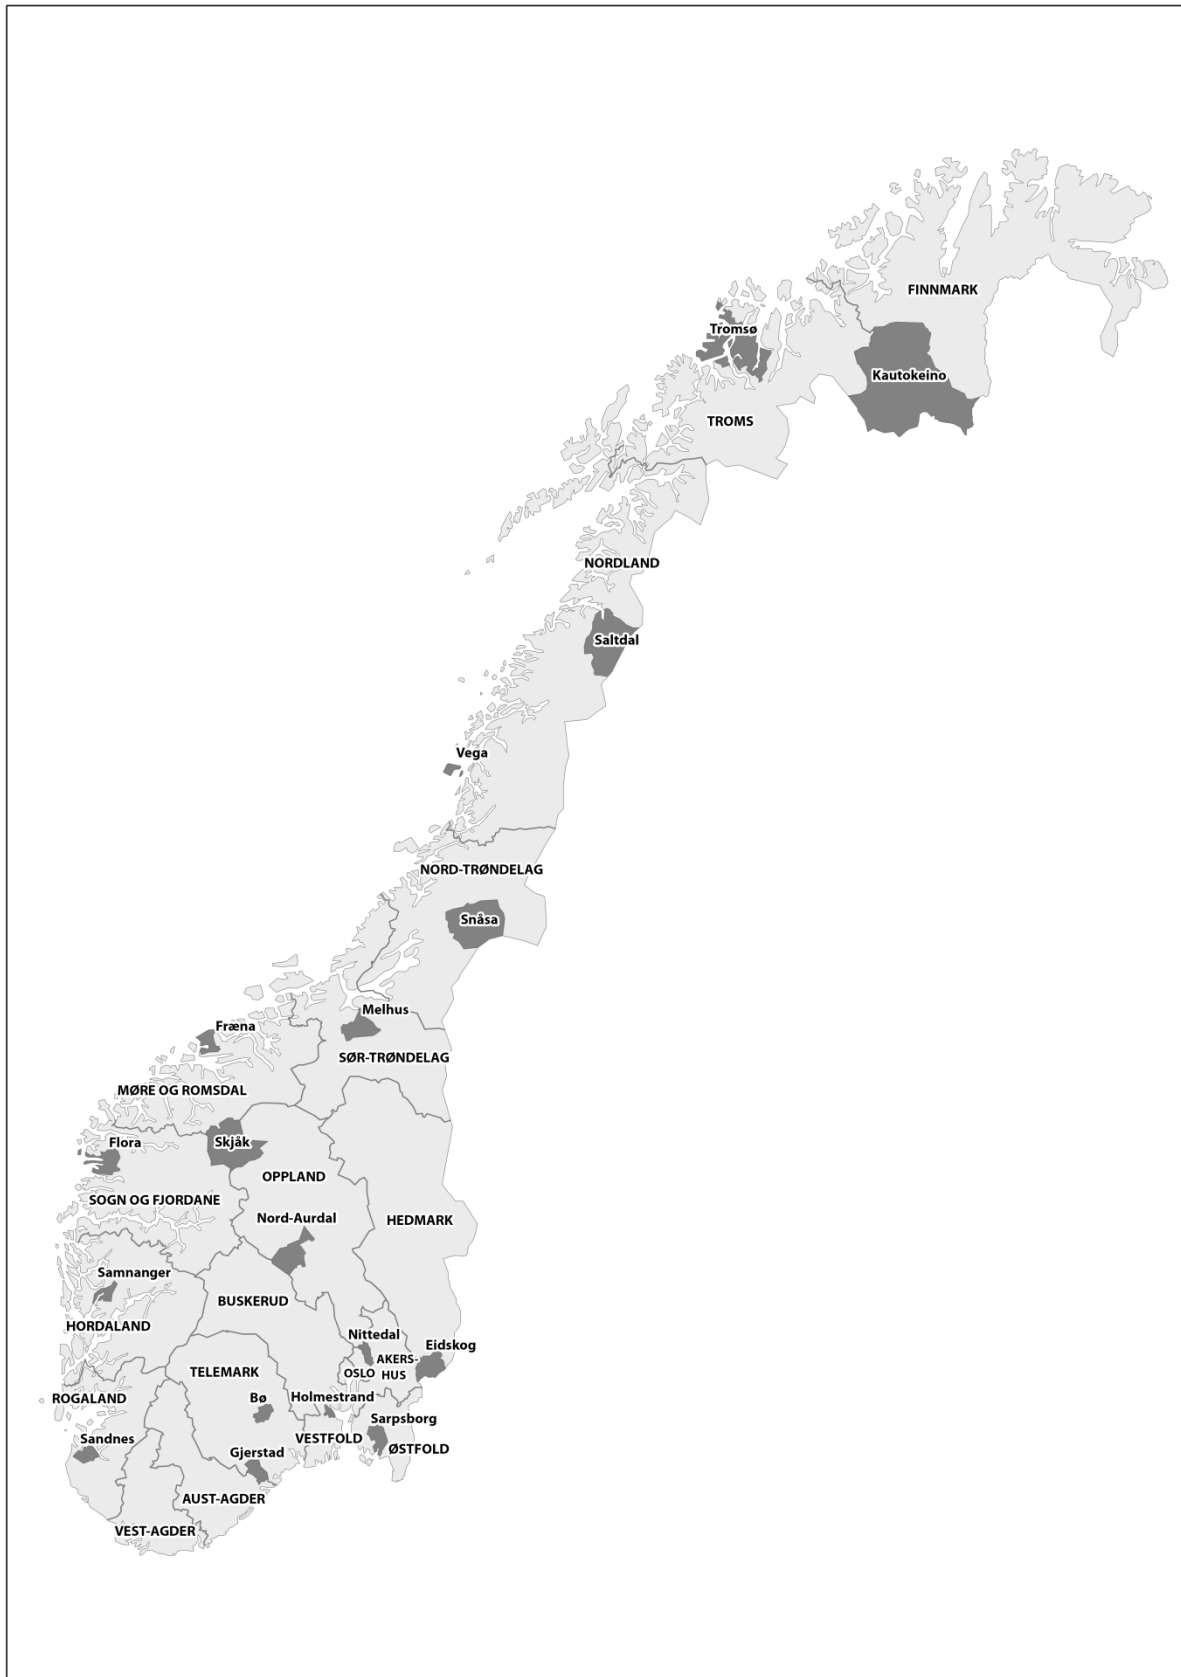 FINNMARK
Tromsø
Kautokeino
TROMS
NORDLAND
Saltdal
Vega
NORD-TRØNDELAG
Snåsa
Melhus
Fræna
SØR-TRØNDELAG
MØRE OG ROMSDAL
Flora
Skjåk
OPPLAND
SOGN OG FJORDANE
Nord-Aurdal
HEDMARK
Samnanger
BUSKERUD
HORDALAND
Nittedal
Eidskog
AKERS-
HUS
OSLO
TELEMARK
ROGALAND
Bø
Holmestrand
Sarpsborg
Sandnes
VESTFOLD
ØSTFOLD
Gjerstad
AUST-AGDER
VEST-AGDER